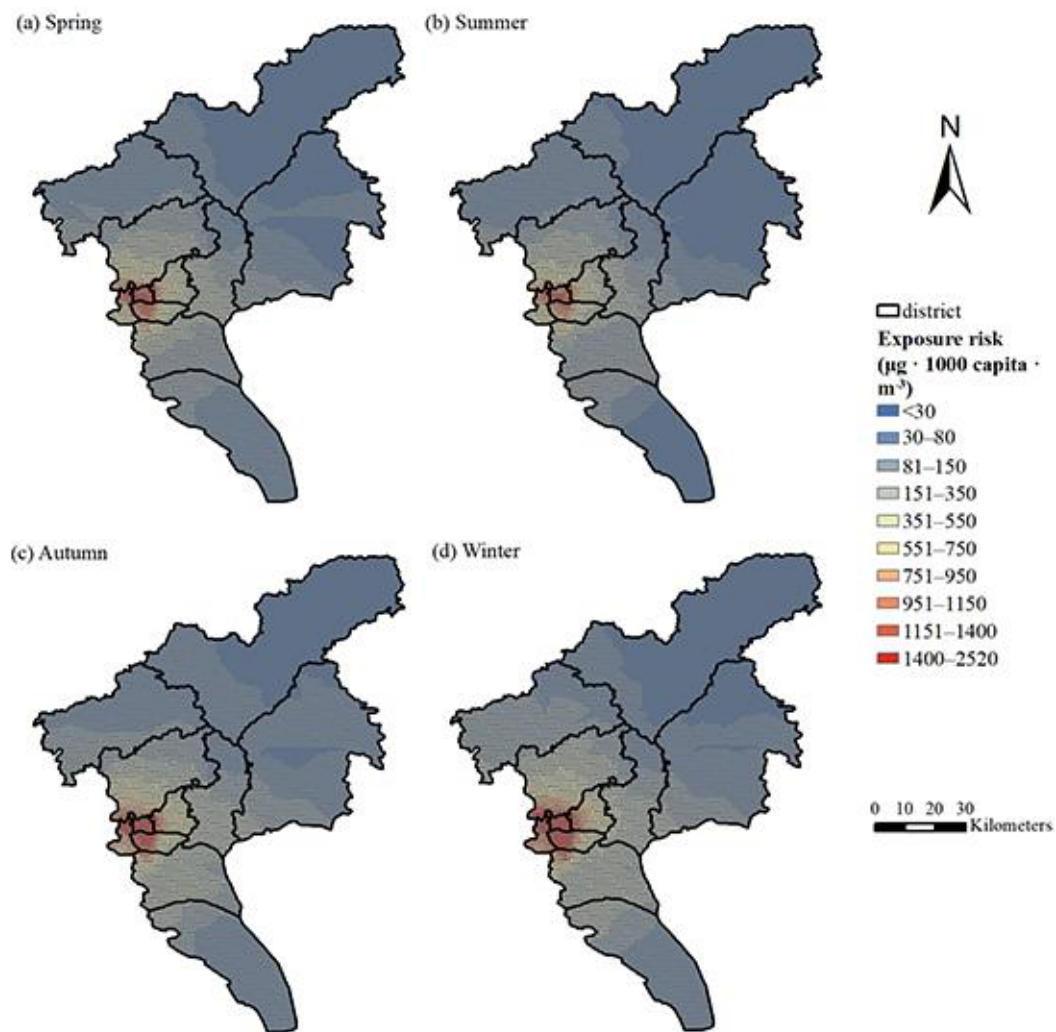 (a) Spring
(b) Summer
N
district
Exposure risk
(μg · 1000 capita ·
m-3)
<30
30–80
81–150
151–350
351–550
551–750
751–950
951–1150
1151–1400
1400–2520
(c) Autumn
(d) Winter
0 10 20 30
Kilometers